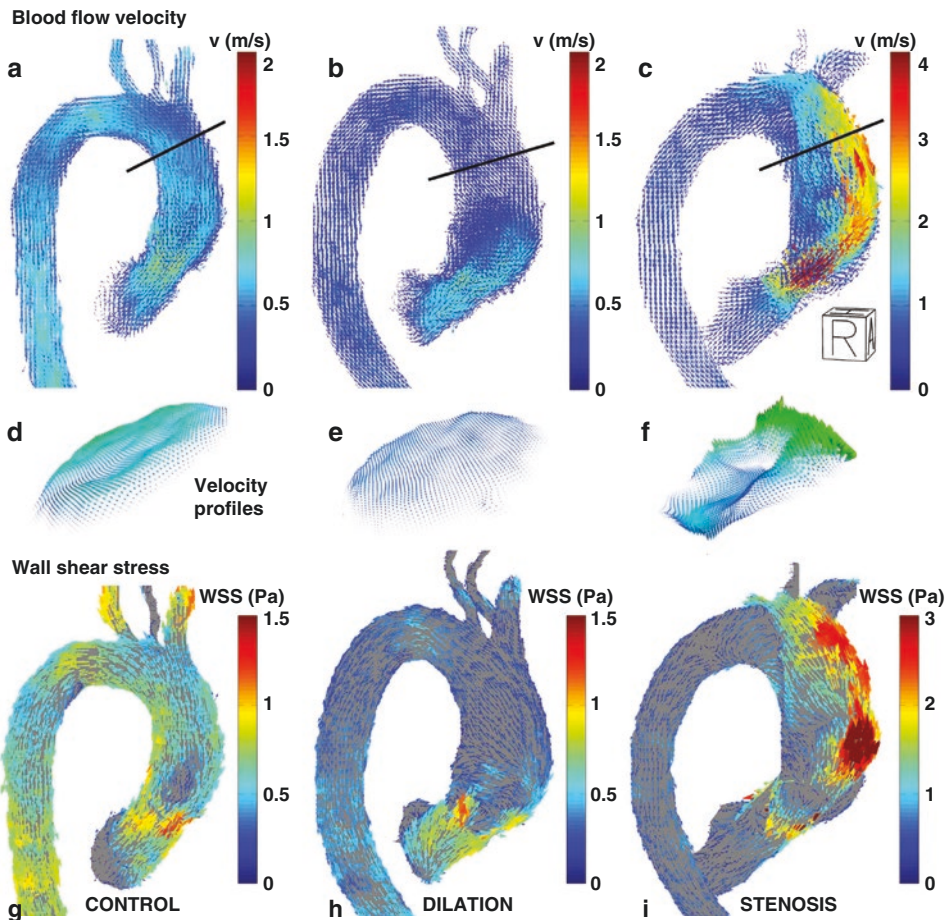 Blood flow velocity
a
v (m/s)
2
1.5
1
0.5
0
b
v (m/s)
2
1.5
1
0.5
0
c
v (m/s)
4
3
2
1
0
R
A
d
Velocity
profiles
e
f
Wall shear stress
WSS (Pa)
1.5
1
0.5
0
g
CONTROL
WSS (Pa)
1.5
1
0.5
0
h
DILATION
WSS (Pa)
3
2
1
0
i
STENOSIS